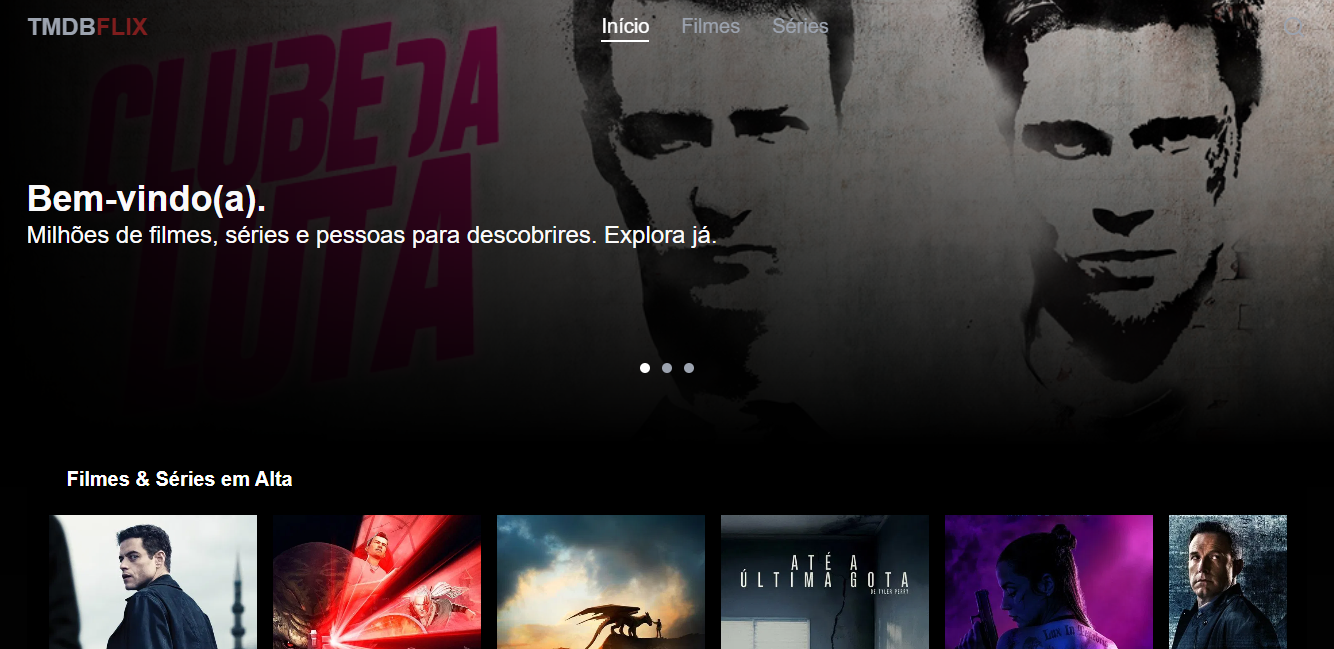 TMDBFLIX
Início Filmes Séries
CLUBE DA
LUTA
Bem-vindo(a).
Milhões de filmes, séries e pessoas para descobrires. Explora já.
Filmes & Séries em Alta
ATÉ A
ÚLTIMA GOTA
DE TYLER PERRY